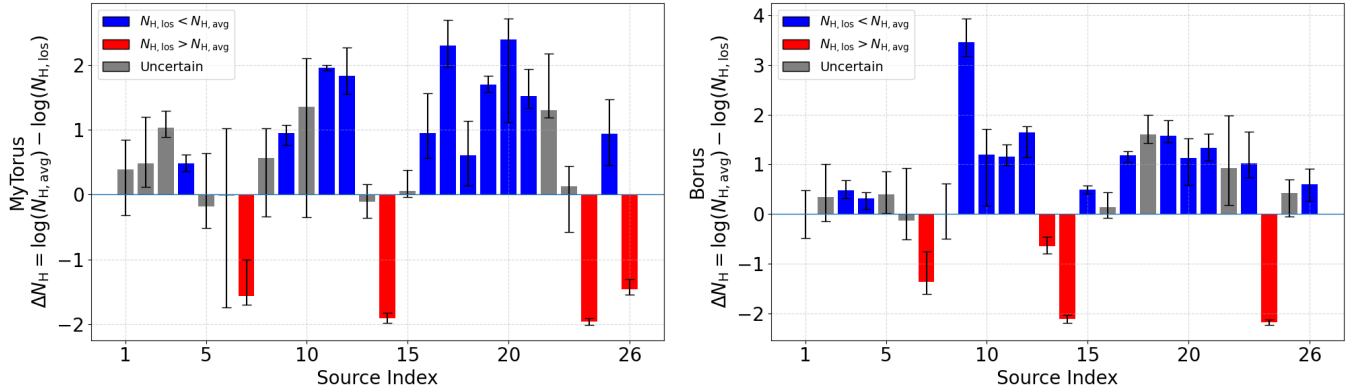 MyTorus
ΔN_H = log(N_H,avg) − log(N_H,los)
N_H,los < N_H,avg
N_H,los > N_H,avg
Uncertain
2
1
0
−1
−2
1 5 10 15 20 26
Source Index
Borus
ΔN_H = log(N_H,avg) − log(N_H,los)
N_H,los < N_H,avg
N_H,los > N_H,avg
Uncertain
4
3
2
1
0
−1
−2
1 5 10 15 20 26
Source Index